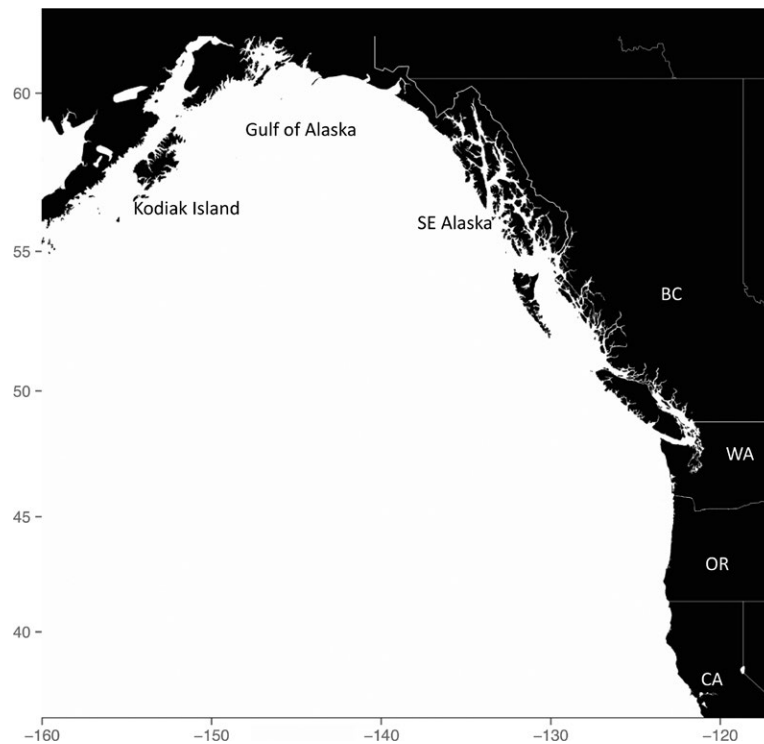 60
Gulf of Alaska
Kodiak Island
SE Alaska
55
BC
50
WA
45
OR
40
CA
−160
−150
−140
−130
−120